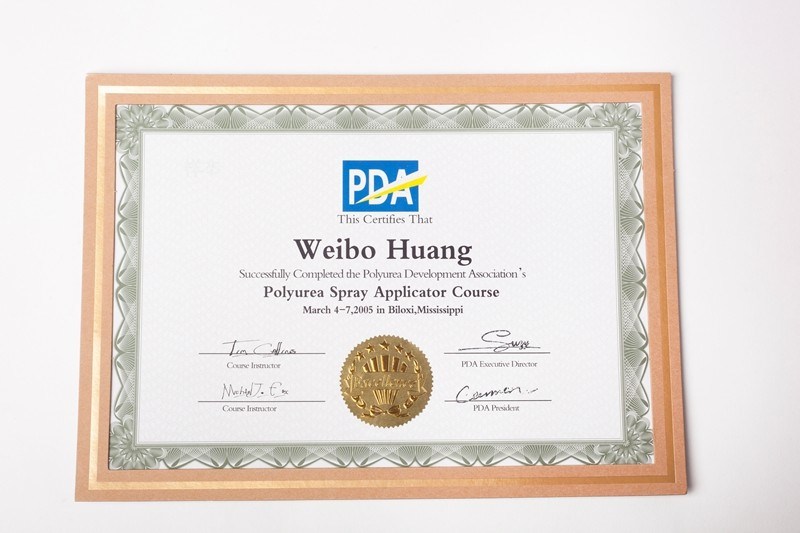 PDA
This Certifies That
Weibo Huang
Successfully Completed the Polyurea Development Association's
Polyurea Spray Applicator Course
March 4-7,2005 in Biloxi,Mississippi
Course Instructor
PDA Executive Director
Excellence
Course Instructor
PDA President